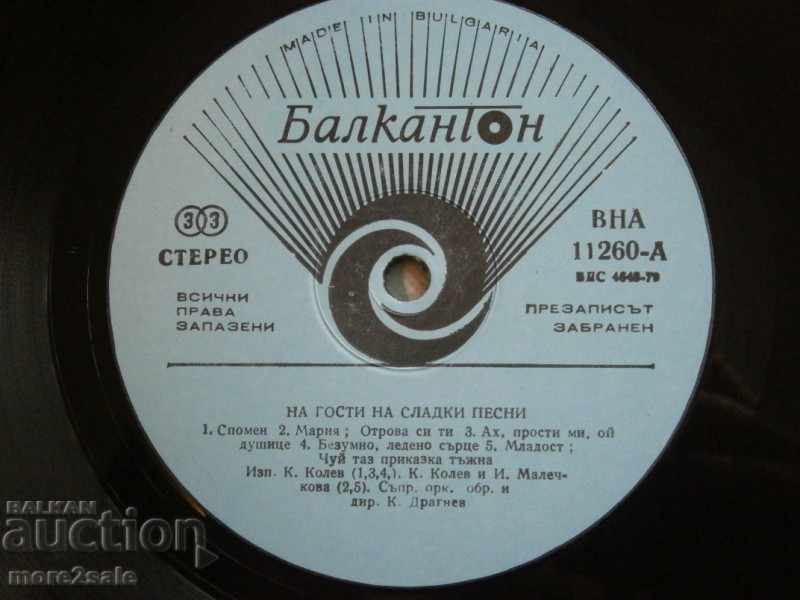 MADE IN BULGARIA
Балкантон
33
СТЕРЕО
ВНА
11260-А
БДС 4648-79
ВСИЧКИ
ПРАВА
ЗАПАЗЕНИ
ПРЕЗАПИСЪТ
ЗАБРАНЕН
НА ГОСТИ НА СЛАДКИ ПЕСНИ
1. Спомен 2. Мария; Отрова си ти 3. Ах, прости ми, ой
душице 4. Безумно, ледено сърце 5. Младост;
Чуй таз приказка тъжна
Изп. К. Колев (1,3,4,). К. Колев и И. Малеч-
кова (2,5). Съпр. орк. обр. и
дир. К. Драгнев
BALKAN
auction
more2sale